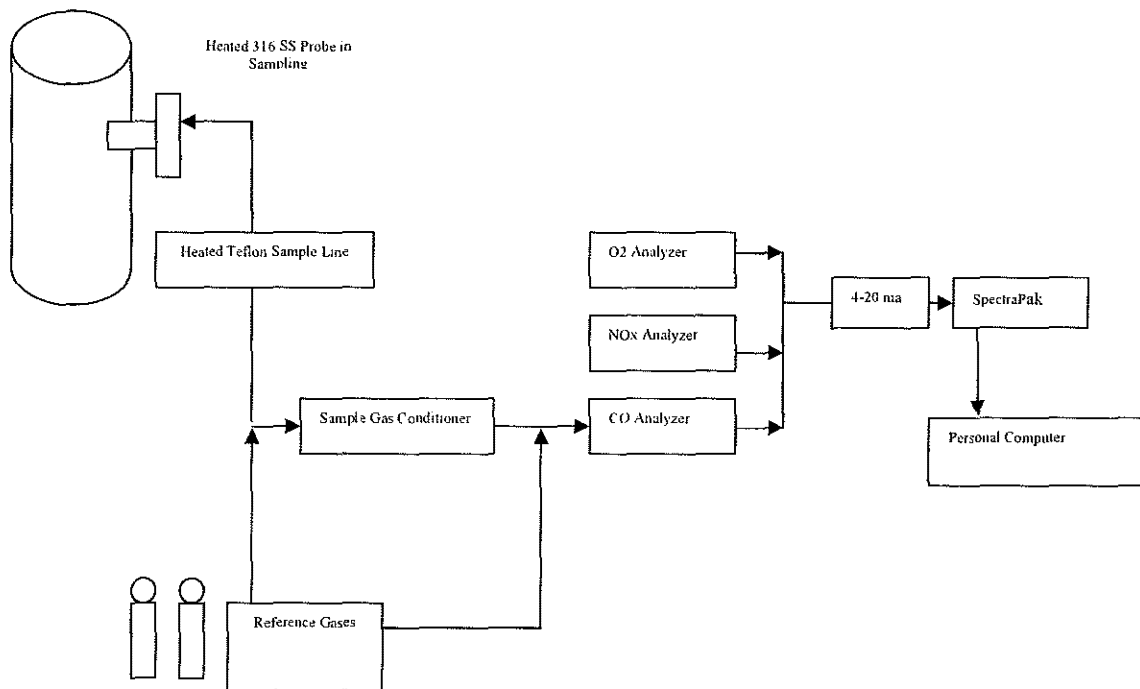 Heated 316 SS Probe in
Sampling
Heated Teflon Sample Line
O2 Analyzer
4-20 ma
SpectraPak
NOx Analyzer
Sample Gas Conditioner
CO Analyzer
Personal Computer
Reference Gases